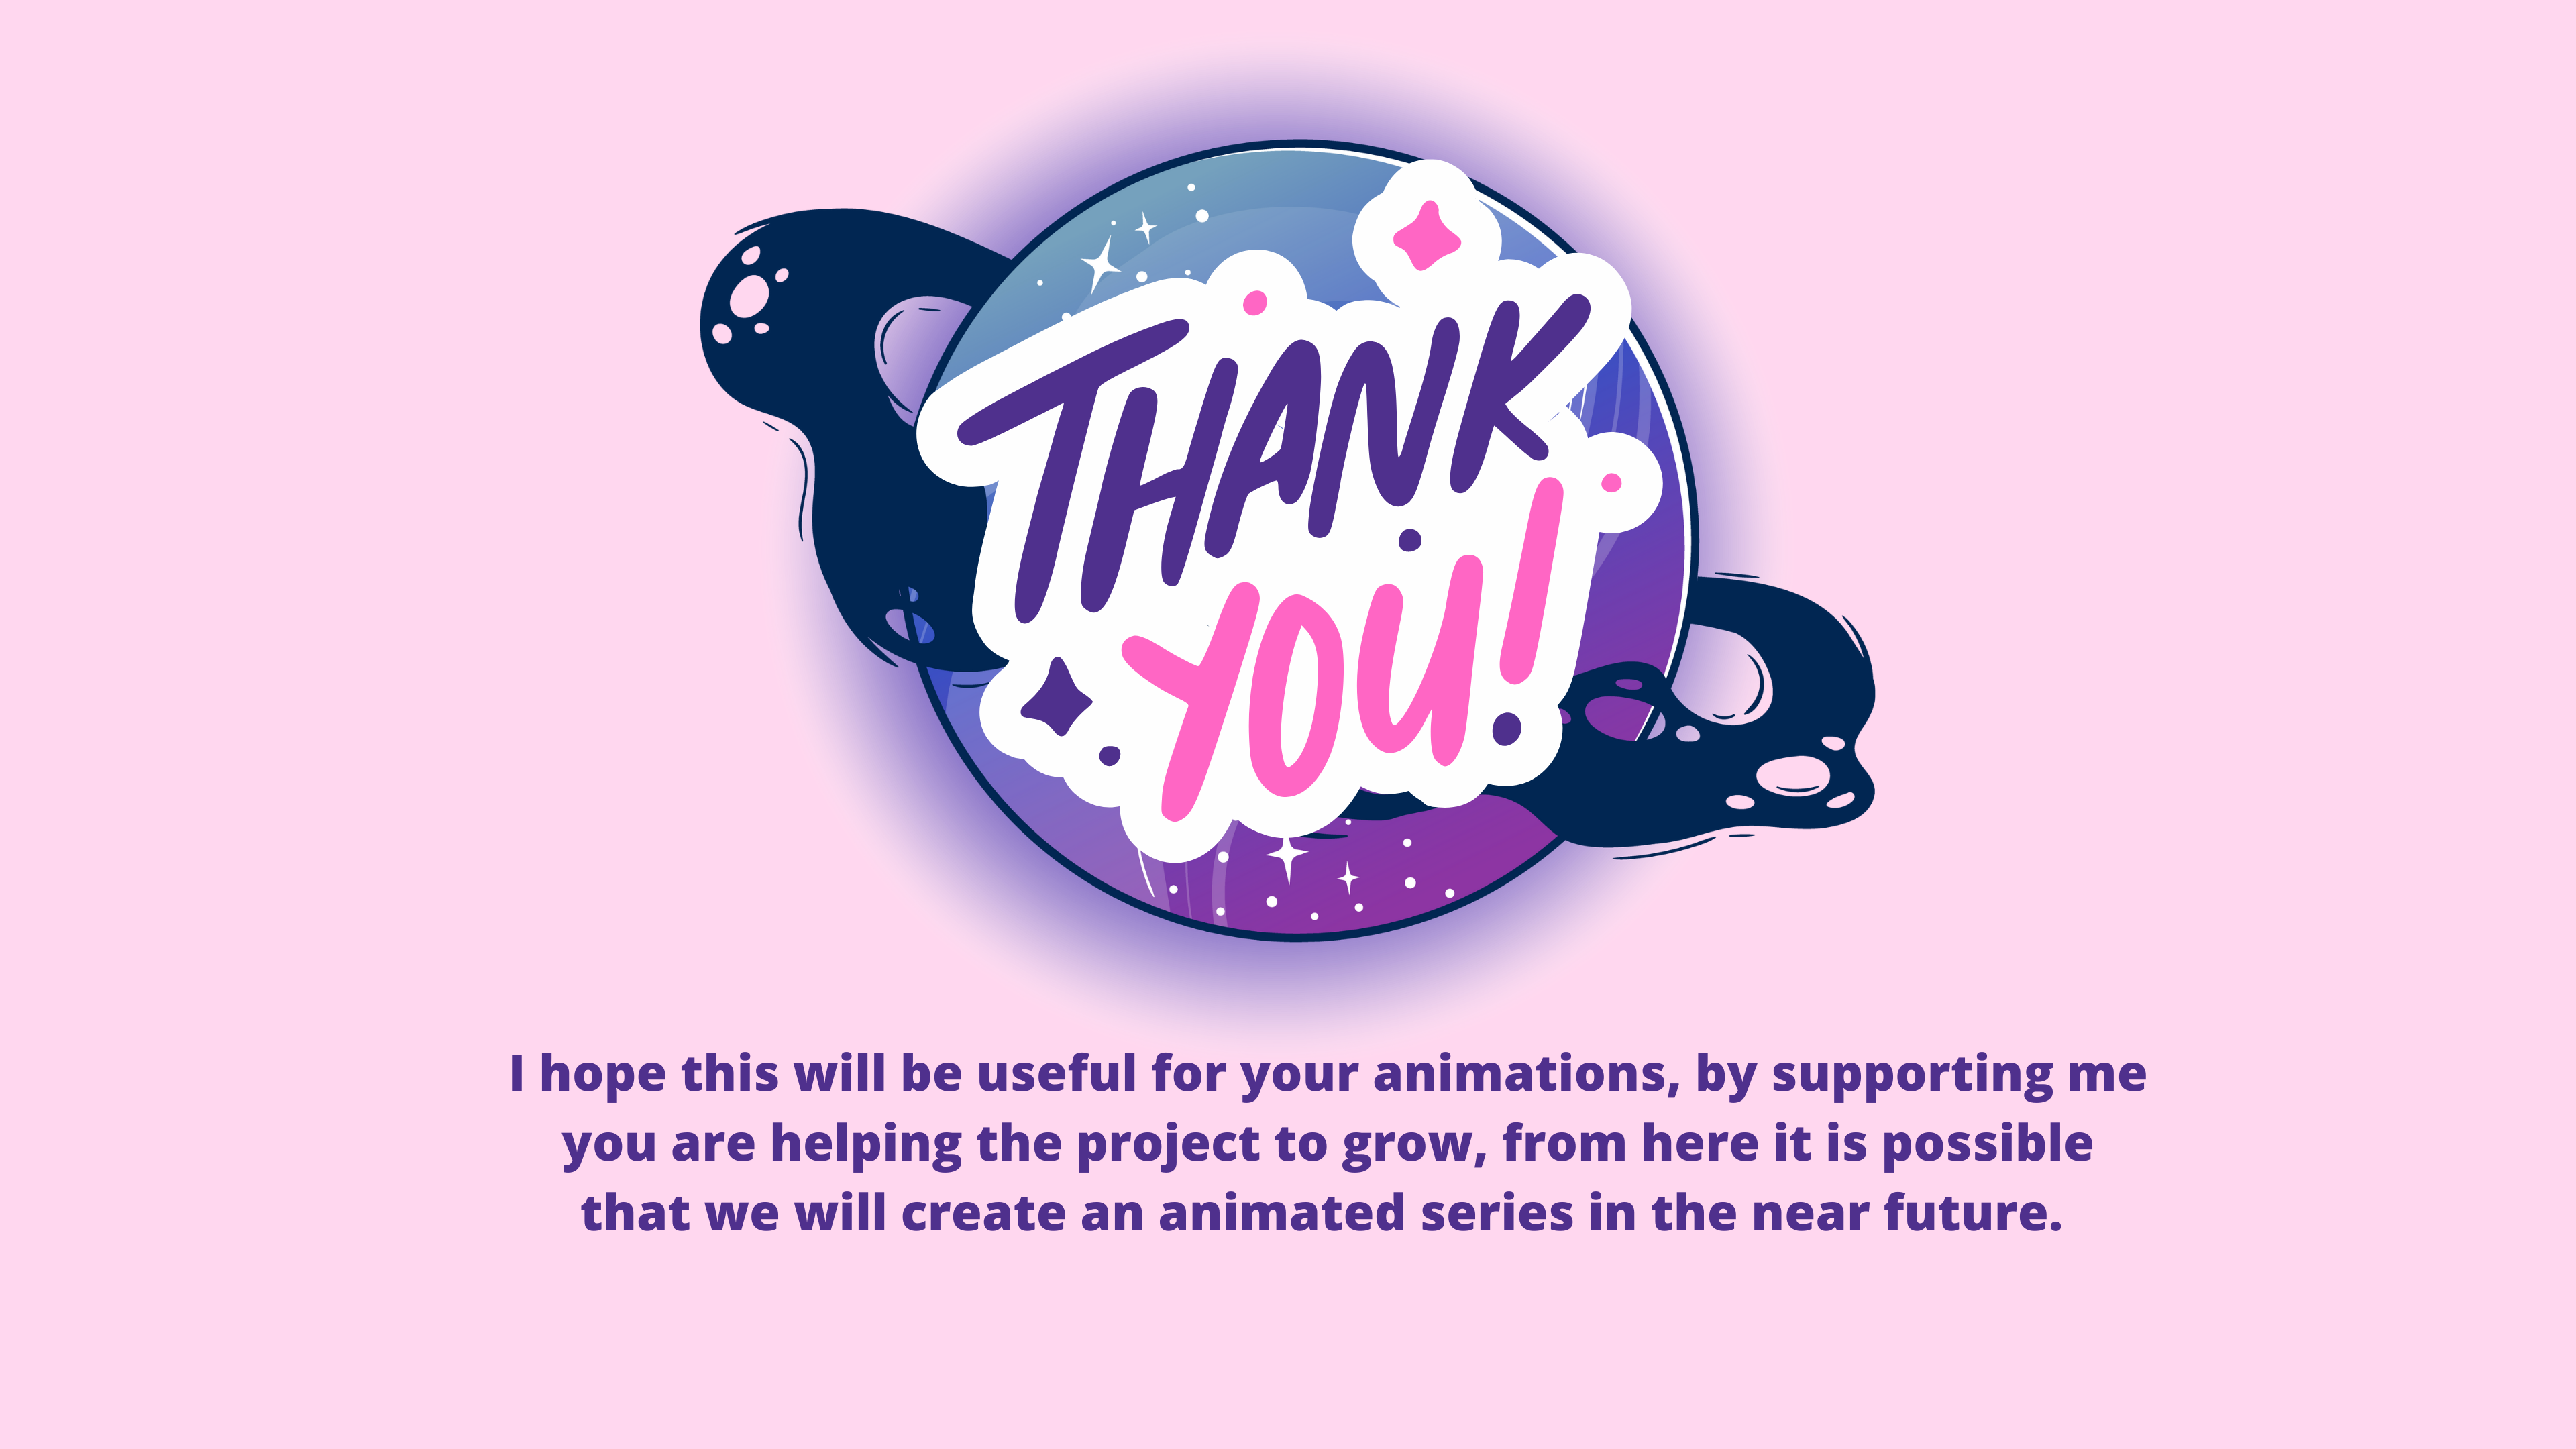 THANK
YOU!
I hope this will be useful for your animations, by supporting me
you are helping the project to grow, from here it is possible
that we will create an animated series in the near future.